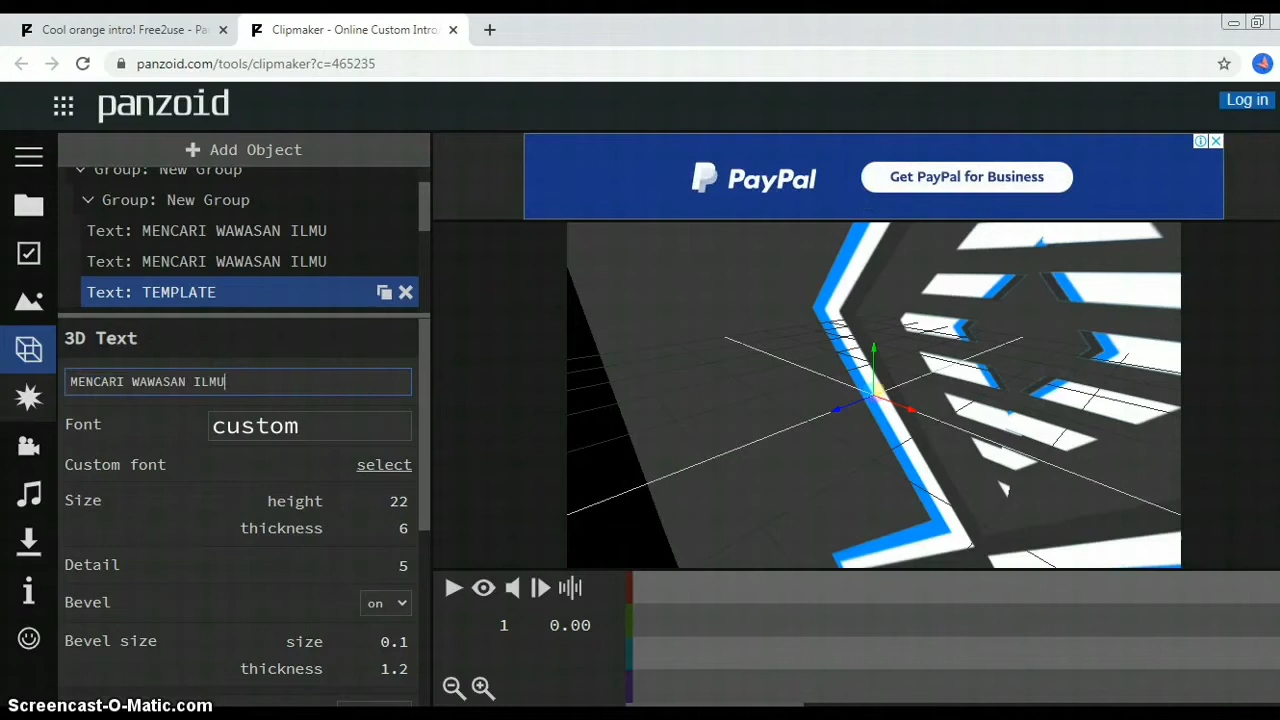 Cool orange intro! Free2use - Pa
Clipmaker - Online Custom Intro
panzoid.com/tools/clipmaker?c=465235
panzoid
Log in
Add Object
Group: New Group
Group: New Group
Text: MENCARI WAWASAN ILMU
Text: MENCARI WAWASAN ILMU
Text: TEMPLATE
3D Text
MENCARI WAWASAN ILMU
Font custom
Custom font select
Size height 22
thickness 6
Detail 5
Bevel on
Bevel size size 0.1
thickness 1.2
PayPal Get PayPal for Business
1 0.00
Screencast-O-Matic.com